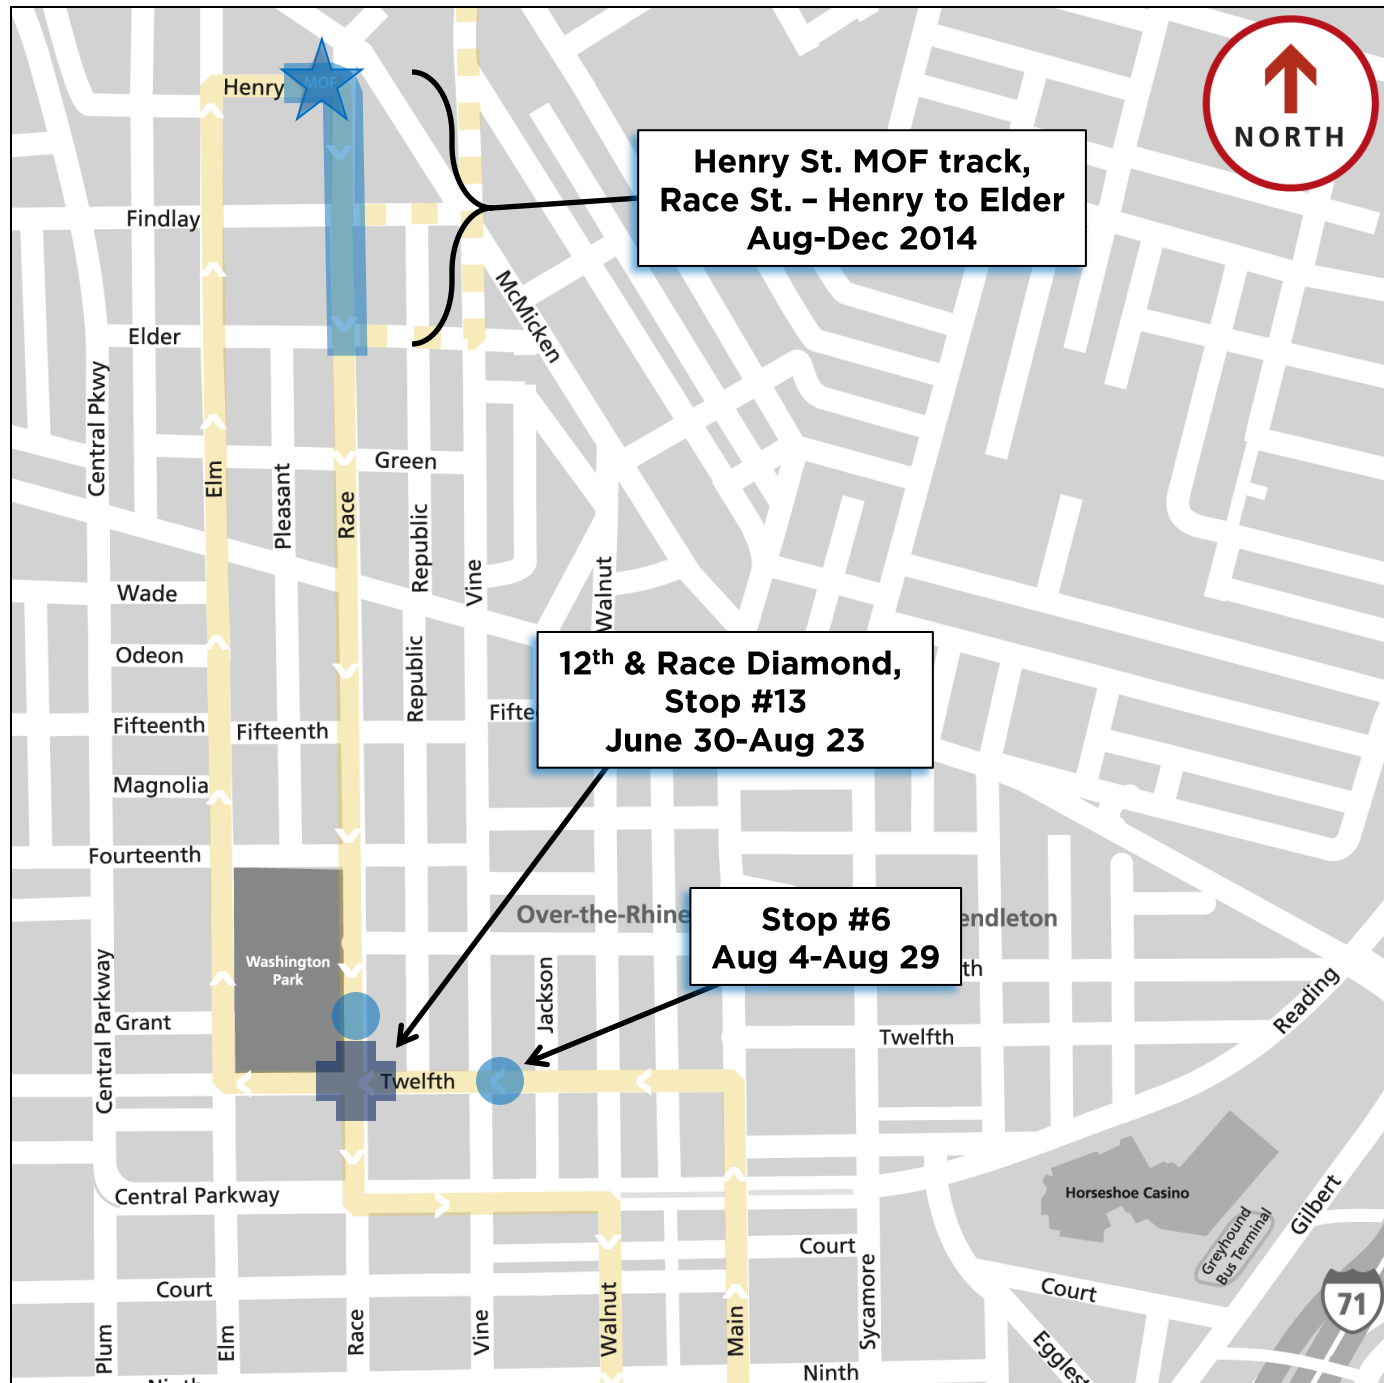 MOF
Henry
NORTH
Henry St. MOF track,
Race St. – Henry to Elder
Aug-Dec 2014
Findlay
McMicken
Elder
Central Pkwy
Green
Elm
Pleasant
Race
Republic
Vine
Walnut
Wade
Odeon
Republic
12th & Race Diamond,
Stop #13
June 30-Aug 23
Fifteenth
Fifteenth
Fifte
Magnolia
Fourteenth
Over-the-Rhine
Stop #6
Aug 4-Aug 29
endleton
th
Washington
Park
Central Parkway
Jackson
Reading
Grant
Twelfth
Twelfth
Central Parkway
Horseshoe Casino
Gilbert
Greyhound
Bus Terminal
Court
Court
Court
Sycamore
71
Plum
Elm
Race
Vine
Walnut
Main
Eggles
Ninth